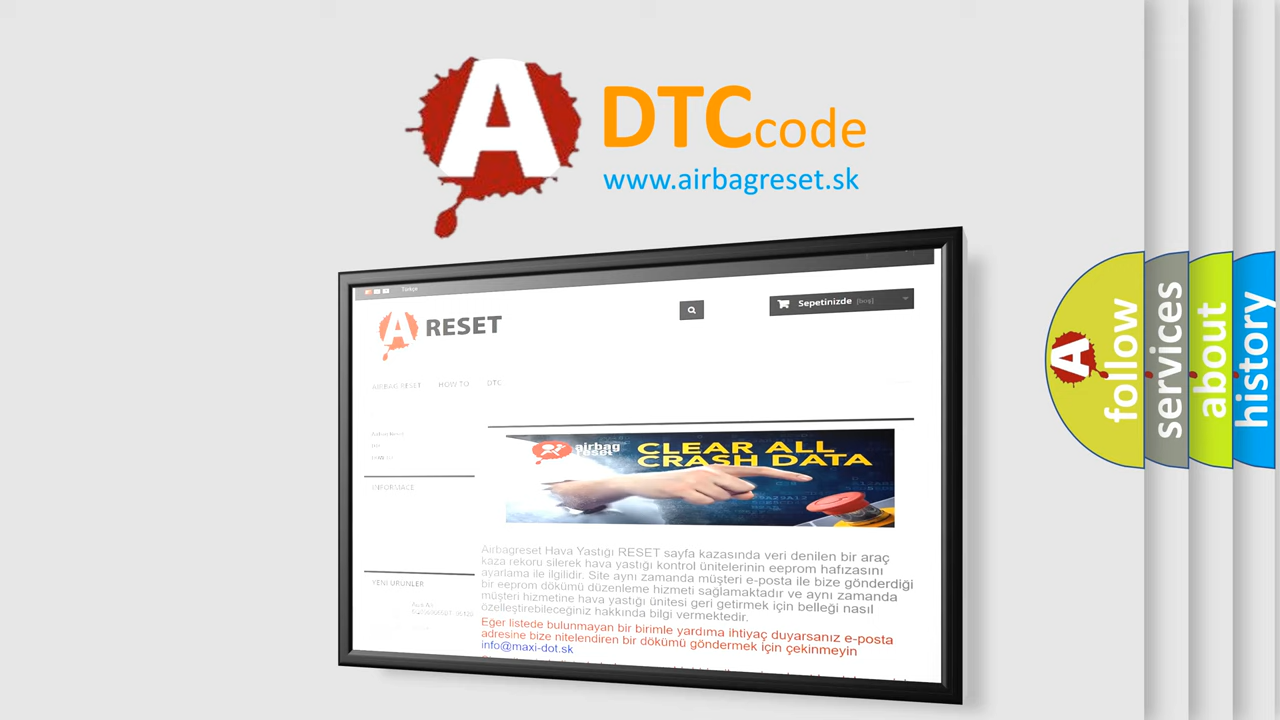 A DTCcode
www.airbagreset.sk
Türkçe
A RESET
Sepetinizde
AIRBAG RESET HOW TO DTC
airbag
reset
CLEAR ALL
CRASH DATA
INFORMACE
Airbagreset Hava Yastığı RESET sayfa kazasında veri denilen bir araç
kaza rekoru silerek hava yastığı kontrol ünitelerinin eeprom hafızasını
ayarlama ile ilgilidir. Site aynı zamanda müşteri e-posta ile bize gönderdiği
bir eeprom dökümü düzenleme hizmeti sağlamaktadır ve aynı zamanda
müşteri hizmetine hava yastığı ünitesi geri getirmek için belleği nasıl
özelleştirebileceğiniz hakkında bilgi vermektedir.
Eger listede bulunmayan bir birimle yardıma ihtiyaç duyarsanız e-posta
adresine bize nitelendiren bir dökümü göndermek için çekinmeyin
info@maxi-dot.sk
YENI URUNLER
A follow
services
about
history